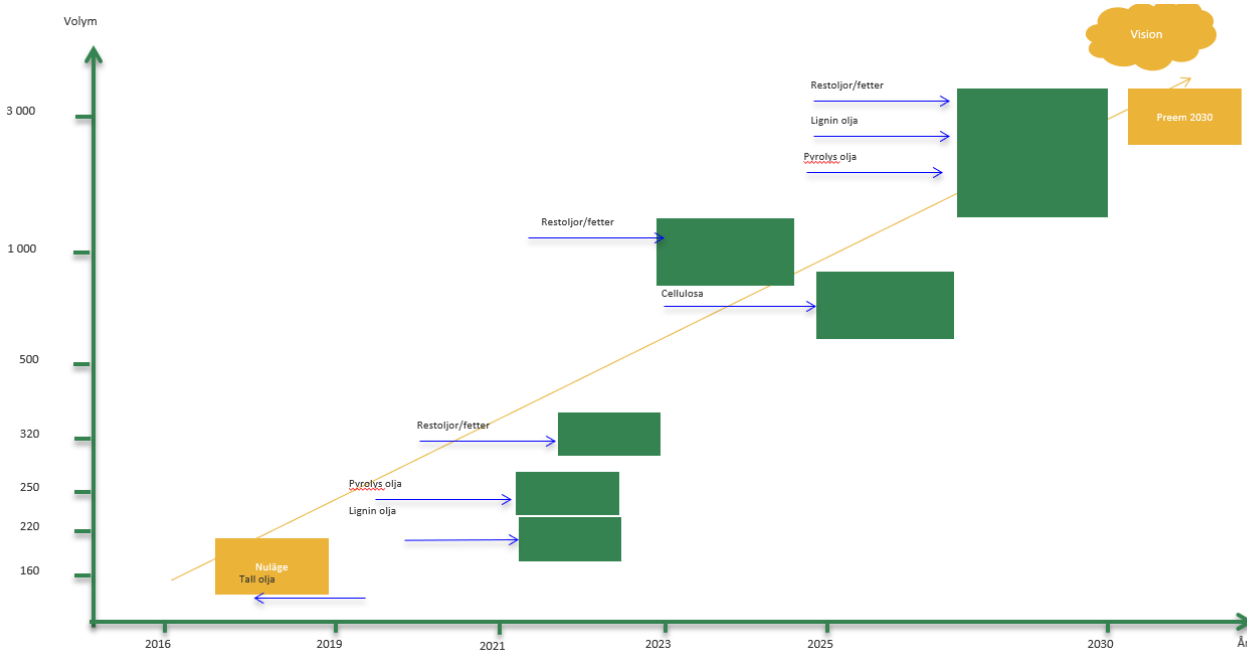 Volym
Vision
Restoljor/fetter
3 000
Preem 2030
Lignin olja
Pyrolys olja
Restoljor/fetter
1 000
Cellulosa
500
Restoljor/fetter
320
Pyrolys olja
250
Lignin olja
220
Nuläge
160
Tall olja
2016
2019
2021
2023
2025
2030